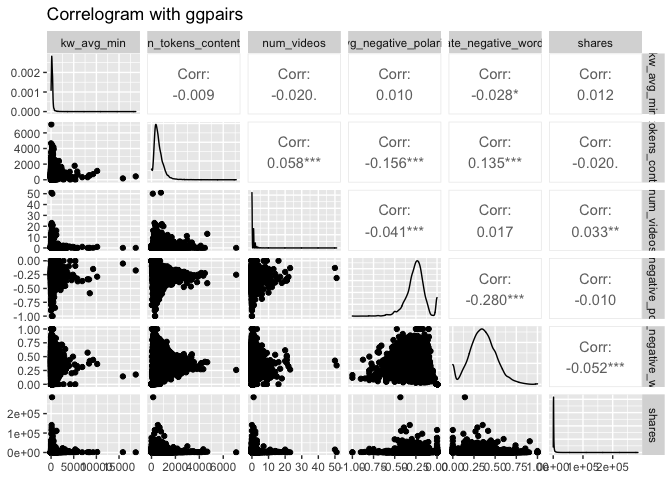 Correlogram with ggpairs
kw_avg_min n_tokens_content num_videos vg_negative_polari ate_negative_word shares
0.002
0.001
0.000
Corr:
-0.009
Corr:
-0.020.
Corr:
0.010
Corr:
-0.028*
Corr:
0.012
kw_avg_min
6000
4000
2000
0
Corr:
0.058***
Corr:
-0.156***
Corr:
0.135***
Corr:
-0.020.
okens_cont
50
40
30
20
10
0
Corr:
-0.041***
Corr:
0.017
Corr:
0.033**
num_videos
0.00
-0.25
-0.50
-0.75
-1.00
Corr:
-0.280***
Corr:
-0.010
negative_po
1.00
0.75
0.50
0.25
0.00
Corr:
-0.052***
negative_w
2e+05
1e+05
0e+00
shares
0 5000 10000 15000 0 2000 4000 6000 0 10 20 30 40 50 -1.00 -0.75 -0.50 -0.25 0.00 0.00 0.25 0.50 0.75 1.00 0e+00 1e+05 2e+05